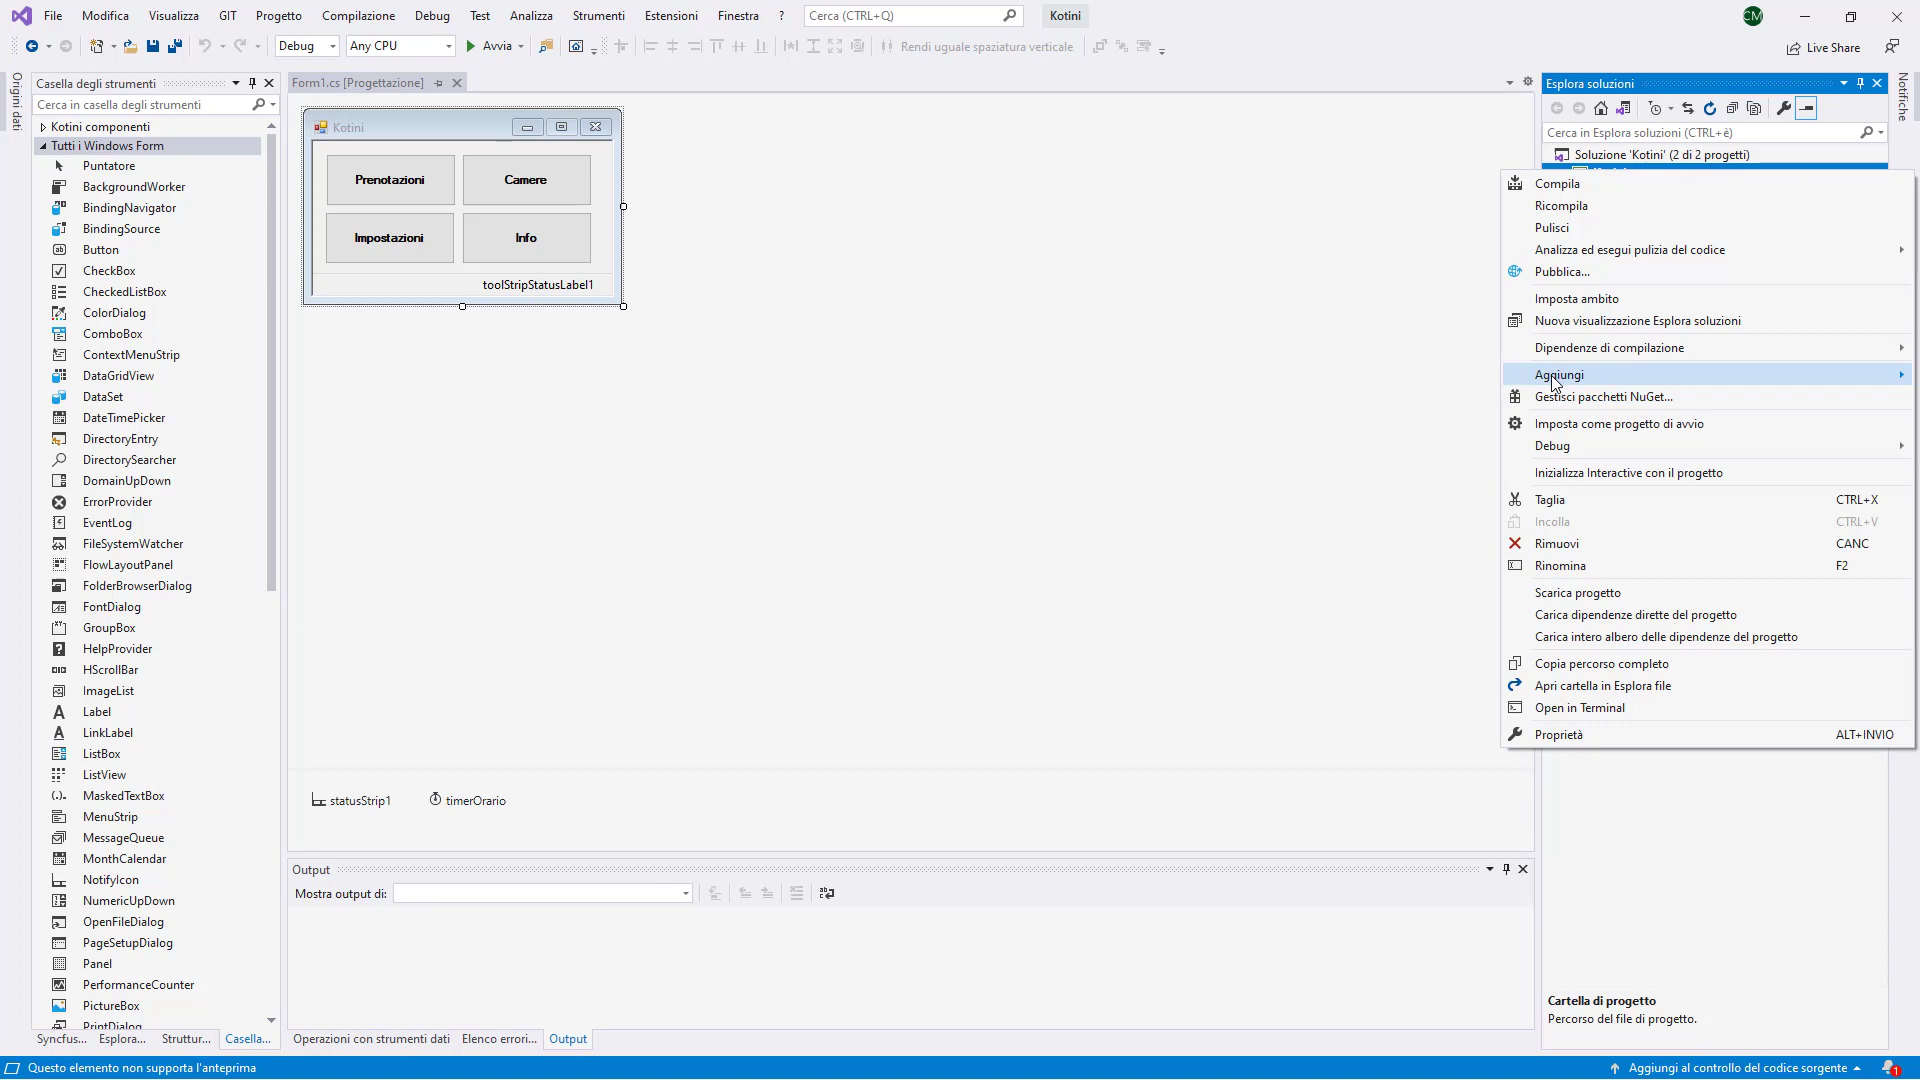 File Modifica Visualizza GIT Progetto Compilazione Debug Test Analizza Strumenti Estensioni Finestra ? Cerca (CTRL+Q) Kotini CM
Debug Any CPU Avvia Rendi uguale spaziatura verticale Live Share
Origini dati
Casella degli strumenti
Cerca in casella degli strumenti
Kotini componenti
Tutti i Windows Form
Puntatore
BackgroundWorker
BindingNavigator
BindingSource
Button
CheckBox
CheckedListBox
ColorDialog
ComboBox
ContextMenuStrip
DataGridView
DataSet
DateTimePicker
DirectoryEntry
DirectorySearcher
DomainUpDown
ErrorProvider
EventLog
FileSystemWatcher
FlowLayoutPanel
FolderBrowserDialog
FontDialog
GroupBox
HelpProvider
HScrollBar
ImageList
Label
LinkLabel
ListBox
ListView
MaskedTextBox
MenuStrip
MessageQueue
MonthCalendar
NotifyIcon
NumericUpDown
OpenFileDialog
PageSetupDialog
Panel
PerformanceCounter
PictureBox
PrintDialog
Syncfus... Esplora... Struttur... Casella...
Form1.cs [Progettazione]
Kotini
Prenotazioni Camere
Impostazioni Info
toolStripStatusLabel1
statusStrip1 timerOrario
Output
Mostra output di:
Operazioni con strumenti dati Elenco errori... Output
Esplora soluzioni
Cerca in Esplora soluzioni (CTRL+è)
Soluzione 'Kotini' (2 di 2 progetti)
Compila
Ricompila
Pulisci
Analizza ed esegui pulizia del codice
Pubblica...
Imposta ambito
Nuova visualizzazione Esplora soluzioni
Dipendenze di compilazione
Aggiungi
Gestisci pacchetti NuGet...
Imposta come progetto di avvio
Debug
Inizializza Interactive con il progetto
Taglia CTRL+X
Incolla CTRL+V
Rimuovi CANC
Rinomina F2
Scarica progetto
Carica dipendenze dirette del progetto
Carica intero albero delle dipendenze del progetto
Copia percorso completo
Apri cartella in Esplora file
Open in Terminal
Proprietà ALT+INVIO
Cartella di progetto
Percorso del file di progetto.
Notifiche
Questo elemento non supporta l'anteprima Aggiungi al controllo del codice sorgente 1